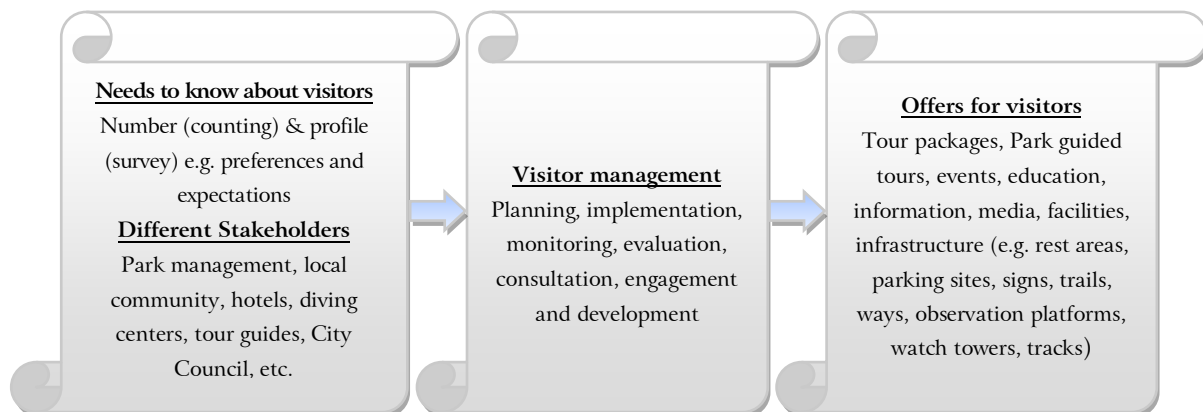 Needs to know about visitors
Number (counting) & profile
(survey) e.g. preferences and
expectations
Different Stakeholders
Park management, local
community, hotels, diving
centers, tour guides, City
Council, etc.
Visitor management
Planning, implementation,
monitoring, evaluation,
consultation, engagement
and development
Offers for visitors
Tour packages, Park guided
tours, events, education,
information, media, facilities,
infrastructure (e.g. rest areas,
parking sites, signs, trails,
ways, observation platforms,
watch towers, tracks)